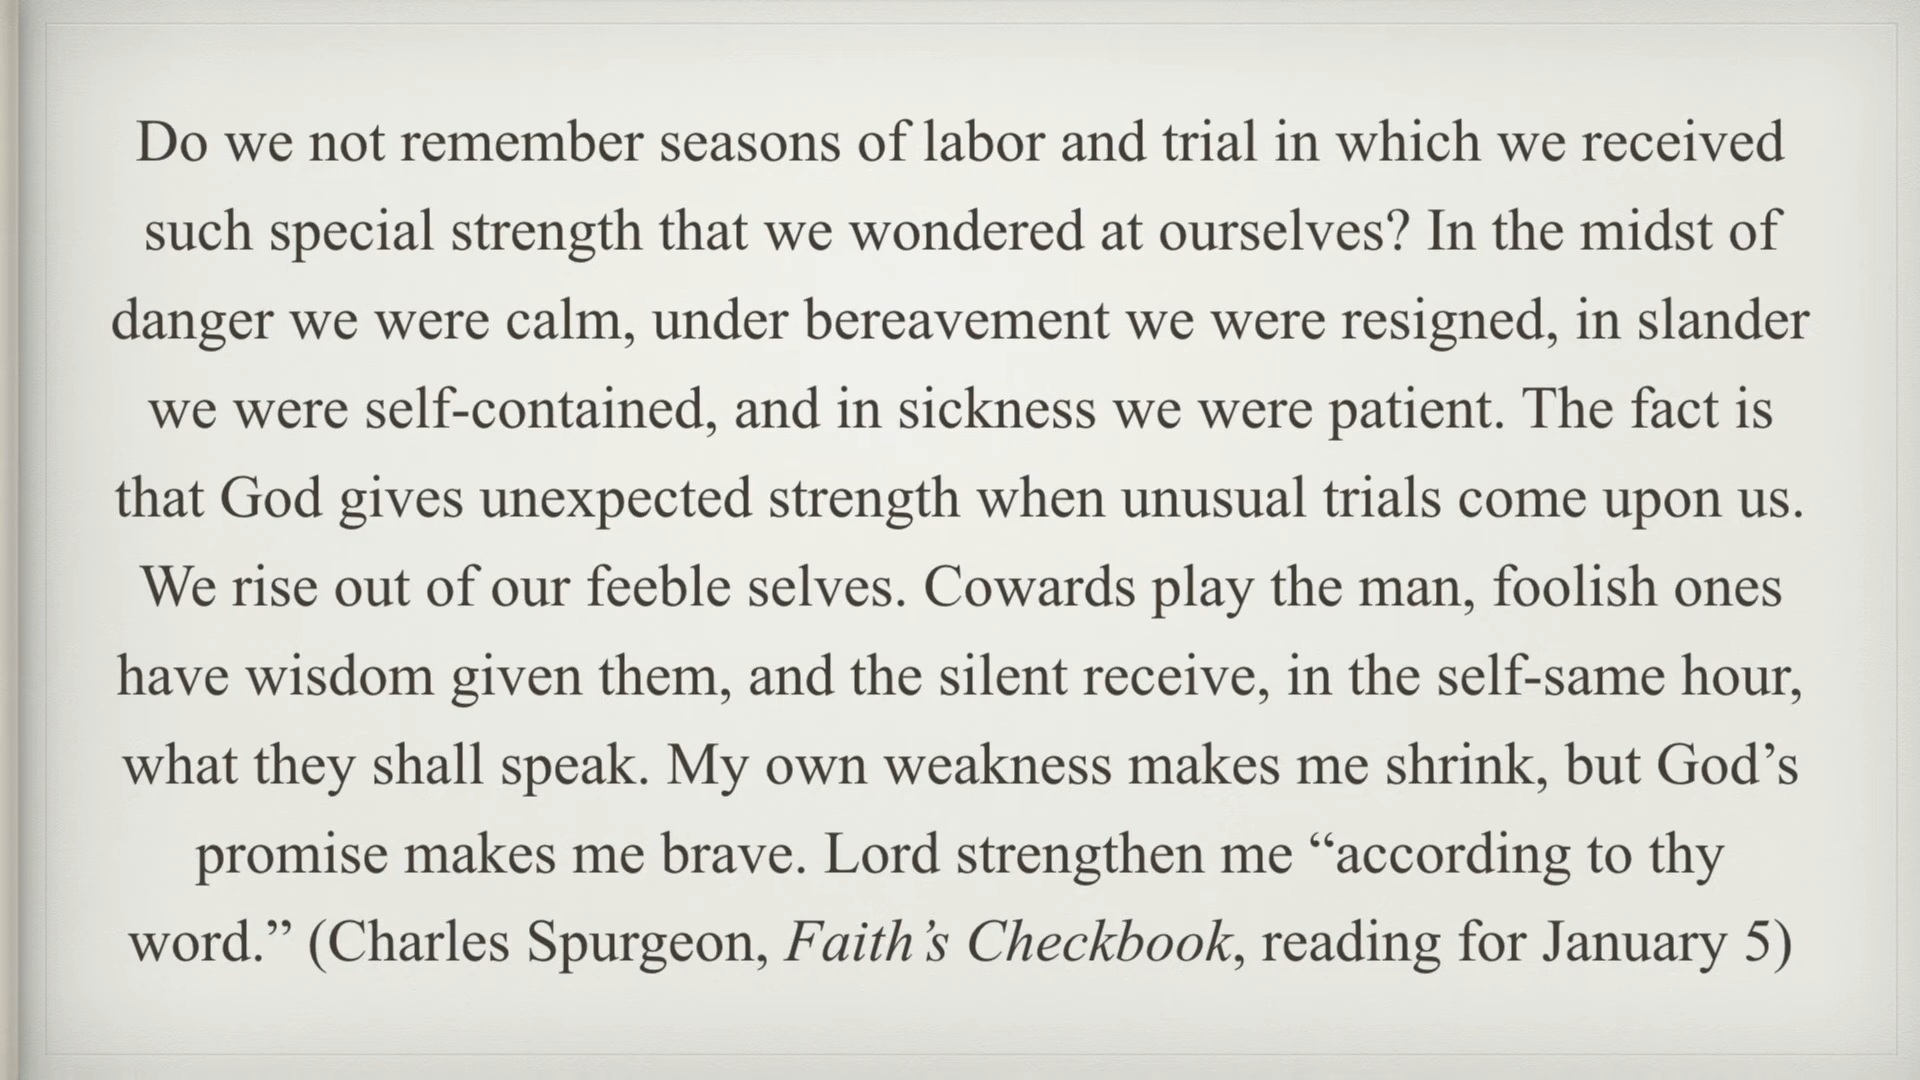 Do we not remember seasons of labor and trial in which we received
such special strength that we wondered at ourselves? In the midst of
danger we were calm, under bereavement we were resigned, in slander
we were self-contained, and in sickness we were patient. The fact is
that God gives unexpected strength when unusual trials come upon us.
We rise out of our feeble selves. Cowards play the man, foolish ones
have wisdom given them, and the silent receive, in the self-same hour,
what they shall speak. My own weakness makes me shrink, but God’s
promise makes me brave. Lord strengthen me “according to thy
word.” (Charles Spurgeon, Faith’s Checkbook, reading for January 5)